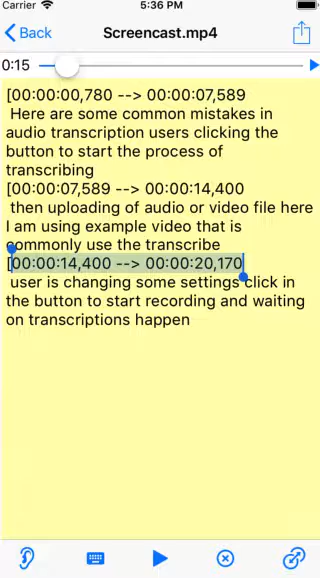 Carrier 5:36 PM
Back Screencast.mp4
0:15
[00:00:00,780 --> 00:00:07,589
Here are some common mistakes in
audio transcription users clicking the
button to start the process of
transcribing
[00:00:07,589 --> 00:00:14,400
then uploading of audio or video file here
I am using example video that is
commonly use the transcribe
[00:00:14,400 --> 00:00:20,170
user is changing some settings click in
the button to start recording and waiting
on transcriptions happen